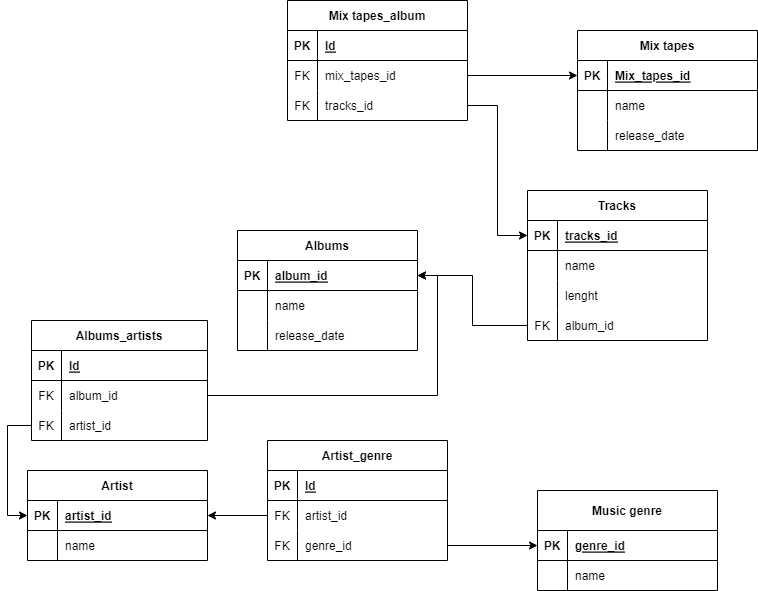 Mix tapes_album
PK Id
FK mix_tapes_id
FK tracks_id
Mix tapes
PK Mix_tapes_id
name
release_date
Tracks
PK tracks_id
name
lenght
FK album_id
Albums
PK album_id
name
release_date
Albums_artists
PK Id
FK album_id
FK artist_id
Artist_genre
PK Id
FK artist_id
FK genre_id
Artist
PK artist_id
name
Music genre
PK genre_id
name